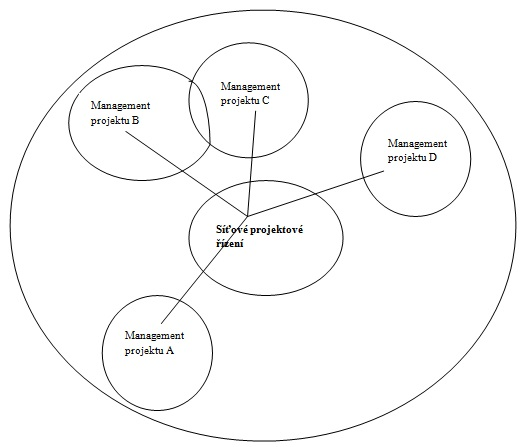 Management
projektu B
Management
projektu C
Management
projektu D
Síťové projektové
řízení
Management
projektu A